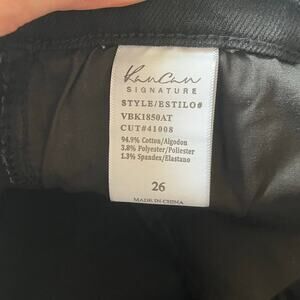 KanCan
SIGNATURE
STYLE/ESTILO#
VBK1850AT
CUT#41008
94.9% Cotton/Algodon
3.8% Polyester/Poliester
1.3% Spandex/Elastano
26
MADE IN CHINA